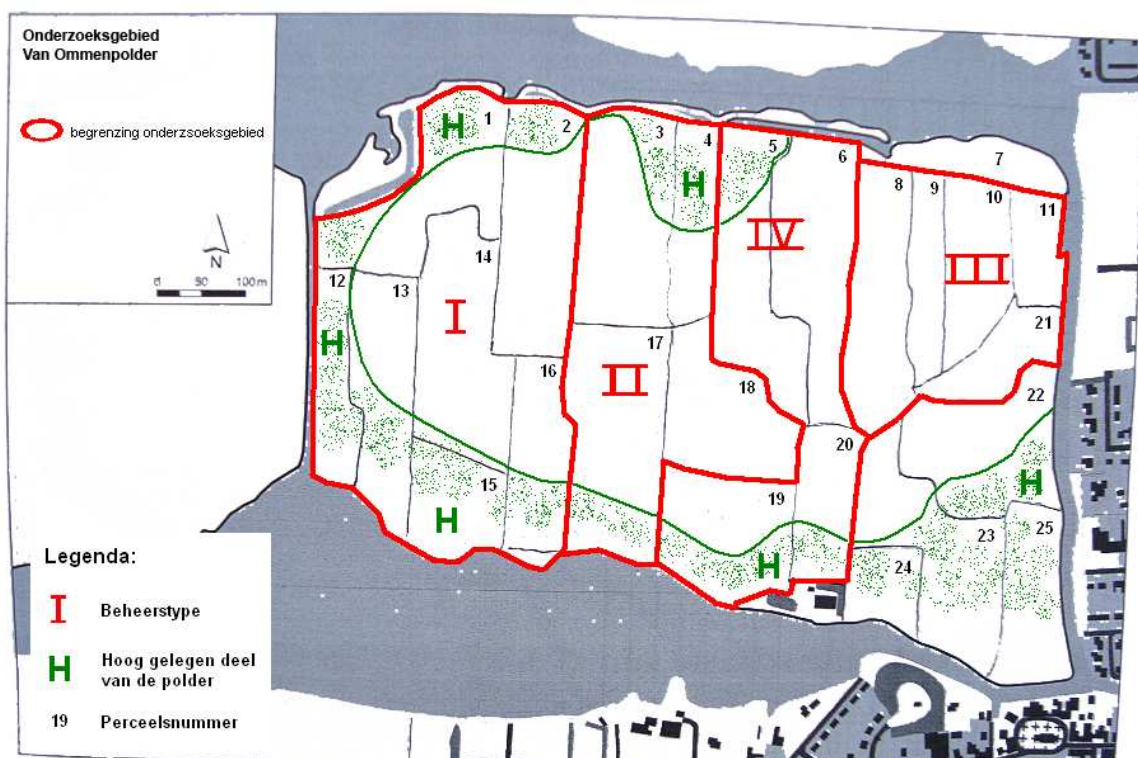 Onderzoeksgebied
Van Ommenpolder
begrenzing onderzoeksgebied
N
0 50 100 m
H
1
2
3
4
H
5
6
7
8
9
10
11
IV
III
12
13
14
I
H
16
17
II
18
21
22
20
15
H
19
H
H
23
24
25
Legenda:
I Beheerstype
H Hoog gelegen deel
van de polder
19 Perceelsnummer